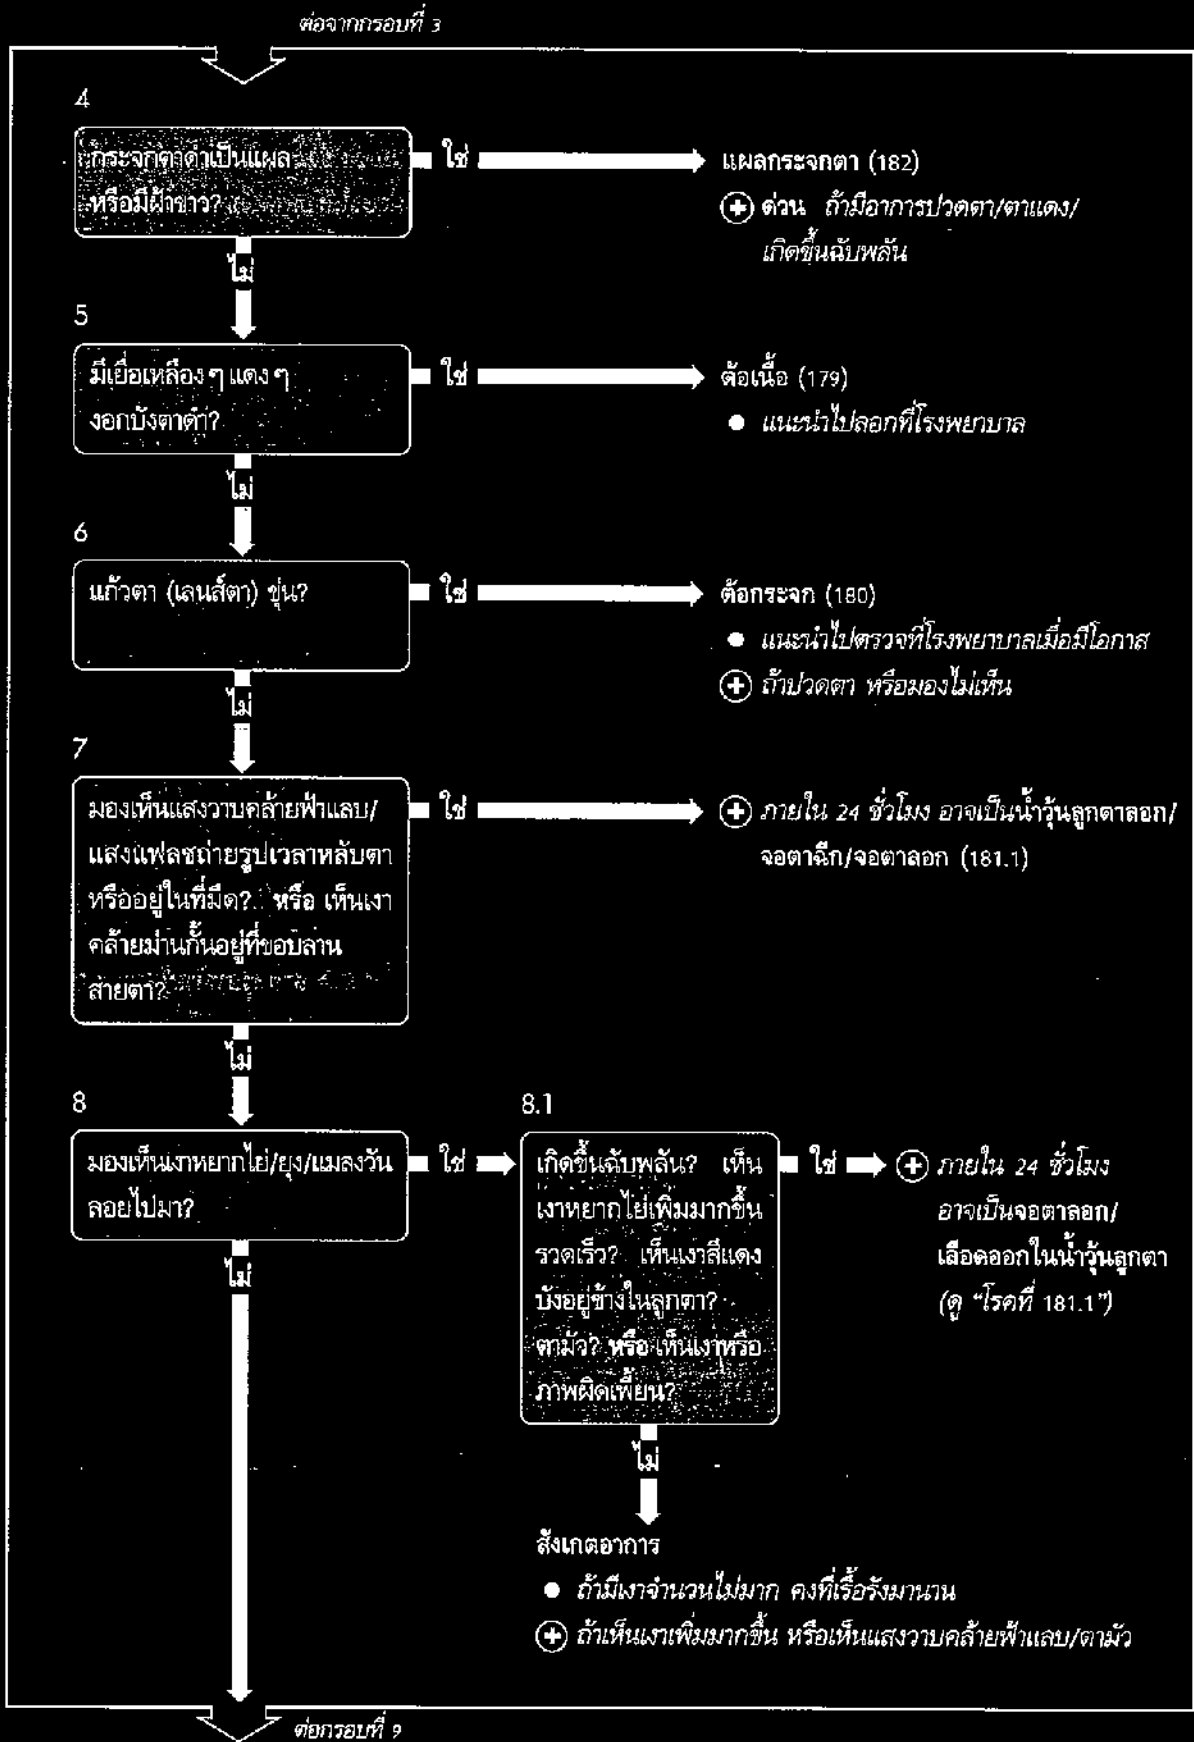 ต่อจากกรอบที่ 3
4
กระจกตาดำเป็นแผล
หรือมีฝ้าขาว?
ใช่
แผลกระจกตา (182)
ด่วน ถ้ามีอาการปวดตา/ตาแดง/
เกิดขึ้นฉับพลัน
ไม่
5
มีเยื่อเหลืองๆ แดงๆ
งอกบังตาดำ?
ใช่
ต้อเนื้อ (179)
● แนะนำไปลอกที่โรงพยาบาล
ไม่
6
แก้วตา (เลนส์ตา) ขุ่น?
ใช่
ต้อกระจก (180)
● แนะนำไปตรวจที่โรงพยาบาลเมื่อมีโอกาส
ถ้าปวดตา หรือมองไม่เห็น
ไม่
7
มองเห็นแสงวาบคล้ายฟ้าแลบ/
แสงแฟลชถ่ายรูปเวลาหลับตา
หรืออยู่ในที่มืด? หรือ เห็นเงา
คล้ายม่านกั้นอยู่ที่ขอบลาน
สายตา?
ใช่
ภายใน 24 ชั่วโมง อาจเป็นน้ำวุ้นลูกตาลอก/
จอตาฉีก/จอตาลอก (181.1)
ไม่
8
มองเห็นเงาหยากไย่/ยุง/แมลงวัน
ลอยไปมา?
ใช่
8.1
เกิดขึ้นฉับพลัน? เห็น
เงาหยากไย่เพิ่มมากขึ้น
รวดเร็ว? เห็นเงาสีแดง
บังอยู่ข้างในลูกตา?
ตามัว? หรือ เห็นเงาหรือ
ภาพผิดเพี้ยน?
ใช่
ภายใน 24 ชั่วโมง
อาจเป็นจอตาลอก/
เลือดออกในน้ำวุ้นลูกตา
(ดู “โรคที่ 181.1”)
ไม่
ไม่
สังเกตอาการ
● ถ้ามีเงาจำนวนไม่มาก คงที่เรื้อรังมานาน
ถ้าเห็นเงาเพิ่มมากขึ้น หรือเห็นแสงวาบคล้ายฟ้าแลบ/ตามัว
ต่อกรอบที่ 9